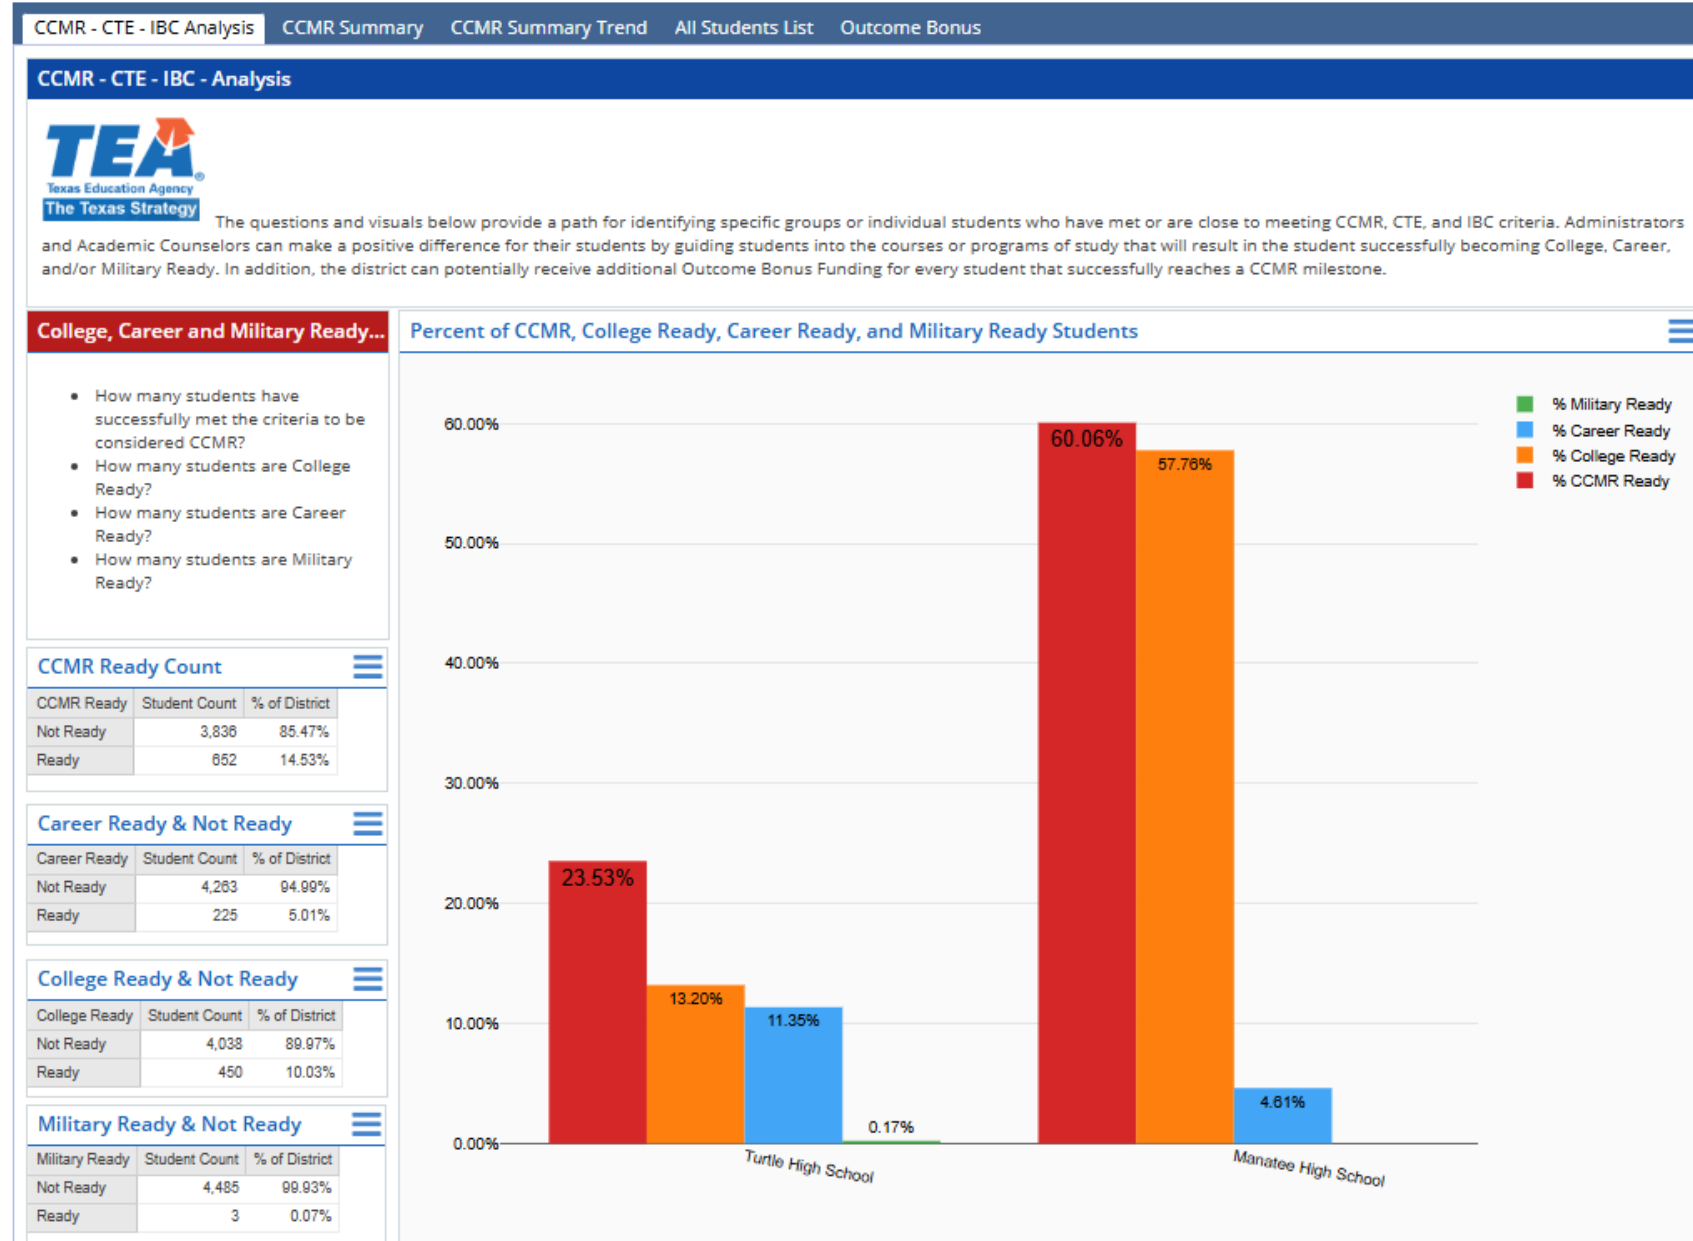 CCMR - CTE - IBC Analysis CCMR Summary CCMR Summary Trend All Students List Outcome Bonus
CCMR - CTE - IBC - Analysis
TEA®
Texas Education Agency
The Texas Strategy
The questions and visuals below provide a path for identifying specific groups or individual students who have met or are close to meeting CCMR, CTE, and IBC criteria. Administrators
and Academic Counselors can make a positive difference for their students by guiding students into the courses or programs of study that will result in the student successfully becoming College, Career,
and/or Military Ready. In addition, the district can potentially receive additional Outcome Bonus Funding for every student that successfully reaches a CCMR milestone.
College, Career and Military Ready...
• How many students have
successfully met the criteria to be
considered CCMR?
• How many students are College
Ready?
• How many students are Career
Ready?
• How many students are Military
Ready?
CCMR Ready Count
CCMR Ready Student Count % of District
Not Ready 3,836 85.47%
Ready 652 14.53%
Career Ready & Not Ready
Career Ready Student Count % of District
Not Ready 4,263 94.99%
Ready 225 5.01%
College Ready & Not Ready
College Ready Student Count % of District
Not Ready 4,038 89.97%
Ready 450 10.03%
Military Ready & Not Ready
Military Ready Student Count % of District
Not Ready 4,485 99.93%
Ready 3 0.07%
Percent of CCMR, College Ready, Career Ready, and Military Ready Students
% Military Ready
% Career Ready
% College Ready
% CCMR Ready
60.00%
50.00%
40.00%
30.00%
20.00%
10.00%
0.00%
23.53%
13.20%
11.35%
0.17%
60.06%
57.76%
4.61%
Turtle High School
Manatee High School